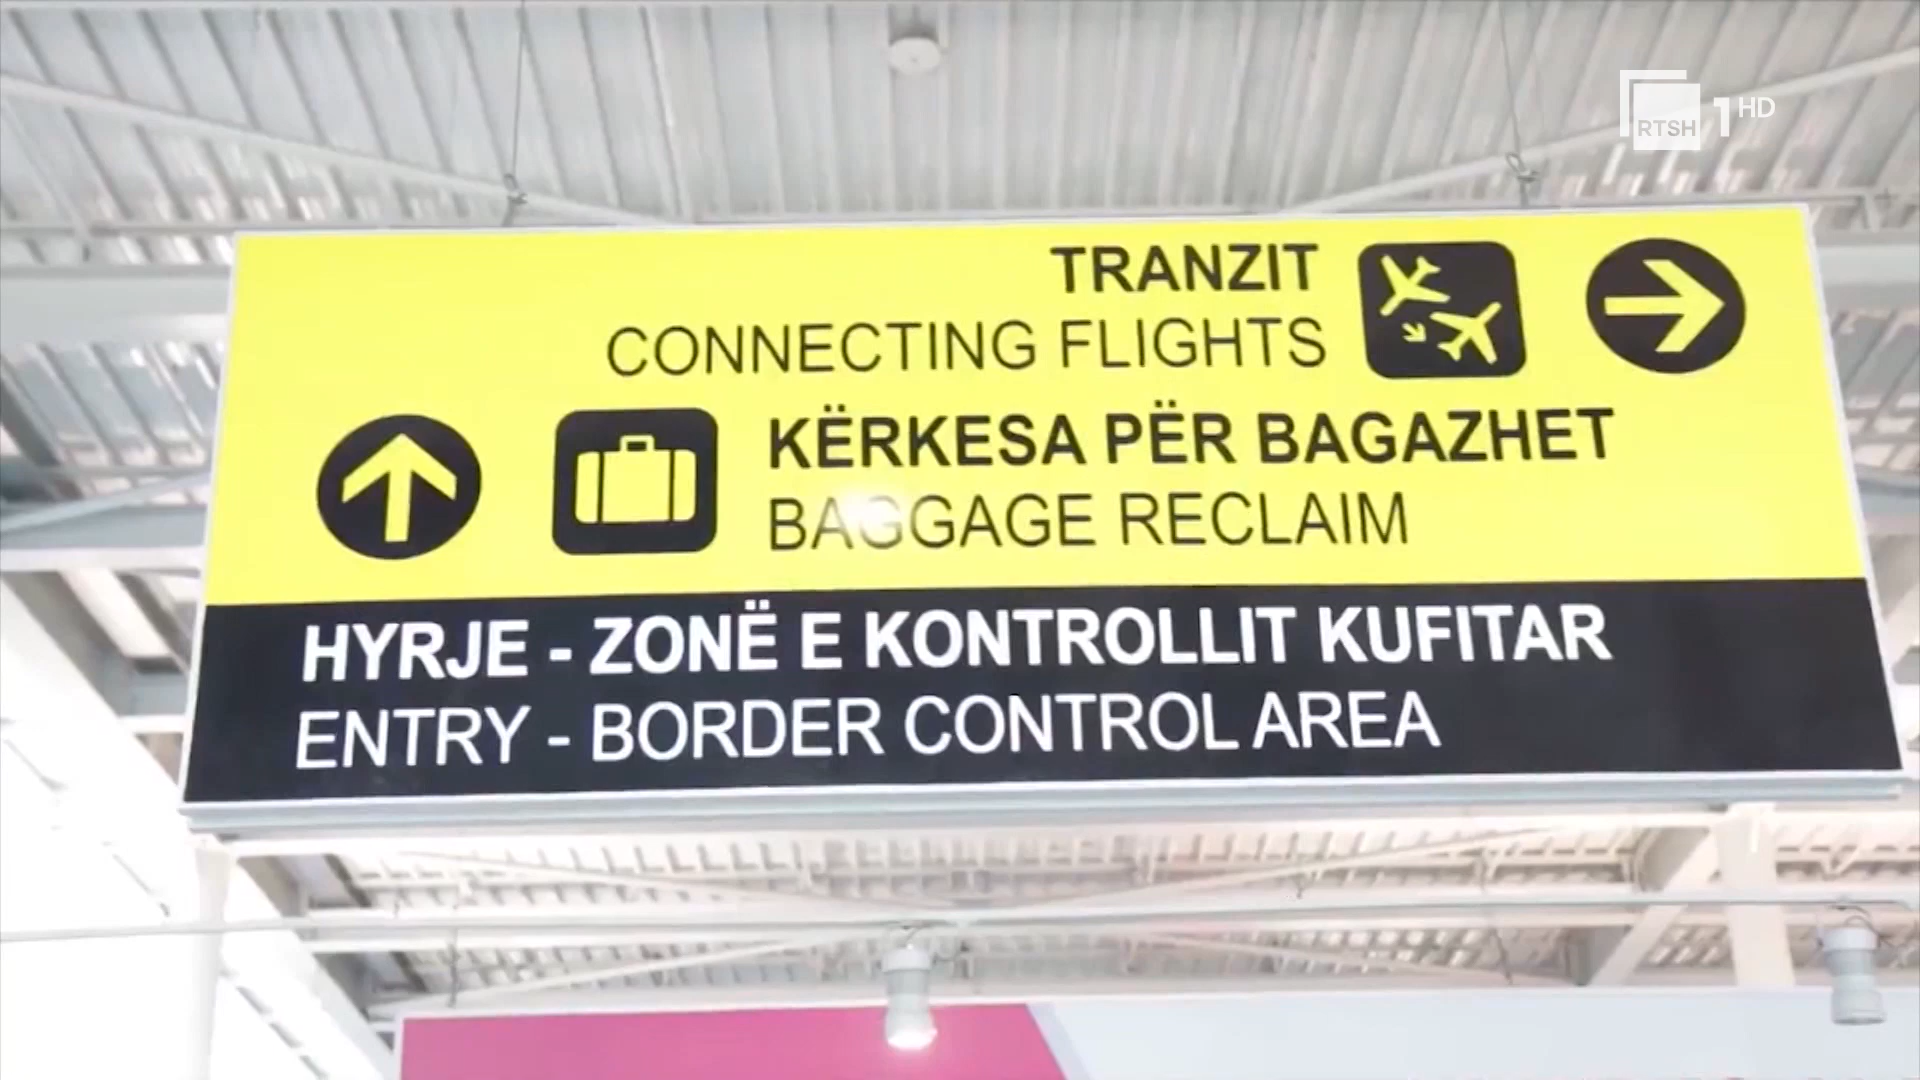 RTSH 1 HD
TRANZIT
CONNECTING FLIGHTS
KËRKESA PËR BAGAZHET
BAGGAGE RECLAIM
HYRJE - ZONË E KONTROLLIT KUFITAR
ENTRY - BORDER CONTROL AREA